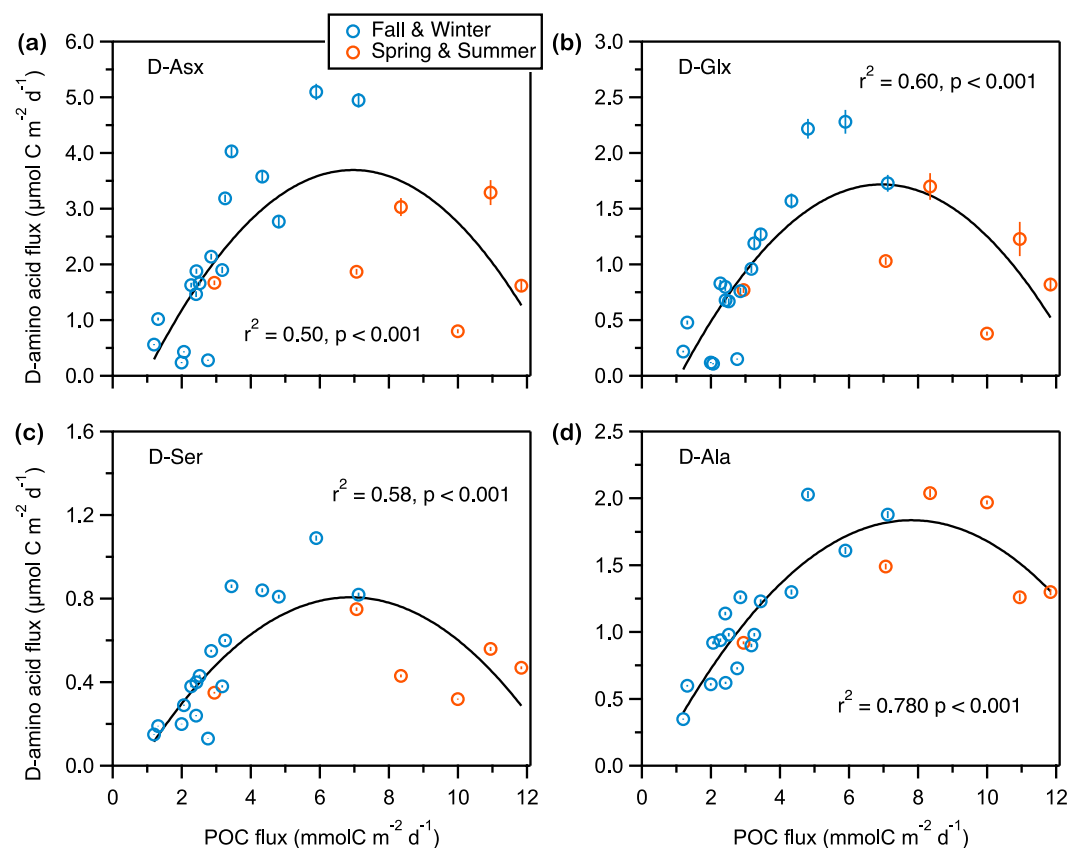 Fall & Winter
Spring & Summer
(a)
D-Asx
r² = 0.50, p < 0.001
D-amino acid flux (µmol C m⁻² d⁻¹)
6.0
5.0
4.0
3.0
2.0
1.0
0.0
(b)
D-Glx
r² = 0.60, p < 0.001
3.0
2.5
2.0
1.5
1.0
0.5
0.0
(c)
D-Ser
r² = 0.58, p < 0.001
D-amino acid flux (µmol C m⁻² d⁻¹)
1.6
1.2
0.8
0.4
0.0
0 2 4 6 8 10 12
POC flux (mmolC m⁻² d⁻¹)
(d)
D-Ala
r² = 0.780 p < 0.001
2.5
2.0
1.5
1.0
0.5
0.0
0 2 4 6 8 10 12
POC flux (mmolC m⁻² d⁻¹)